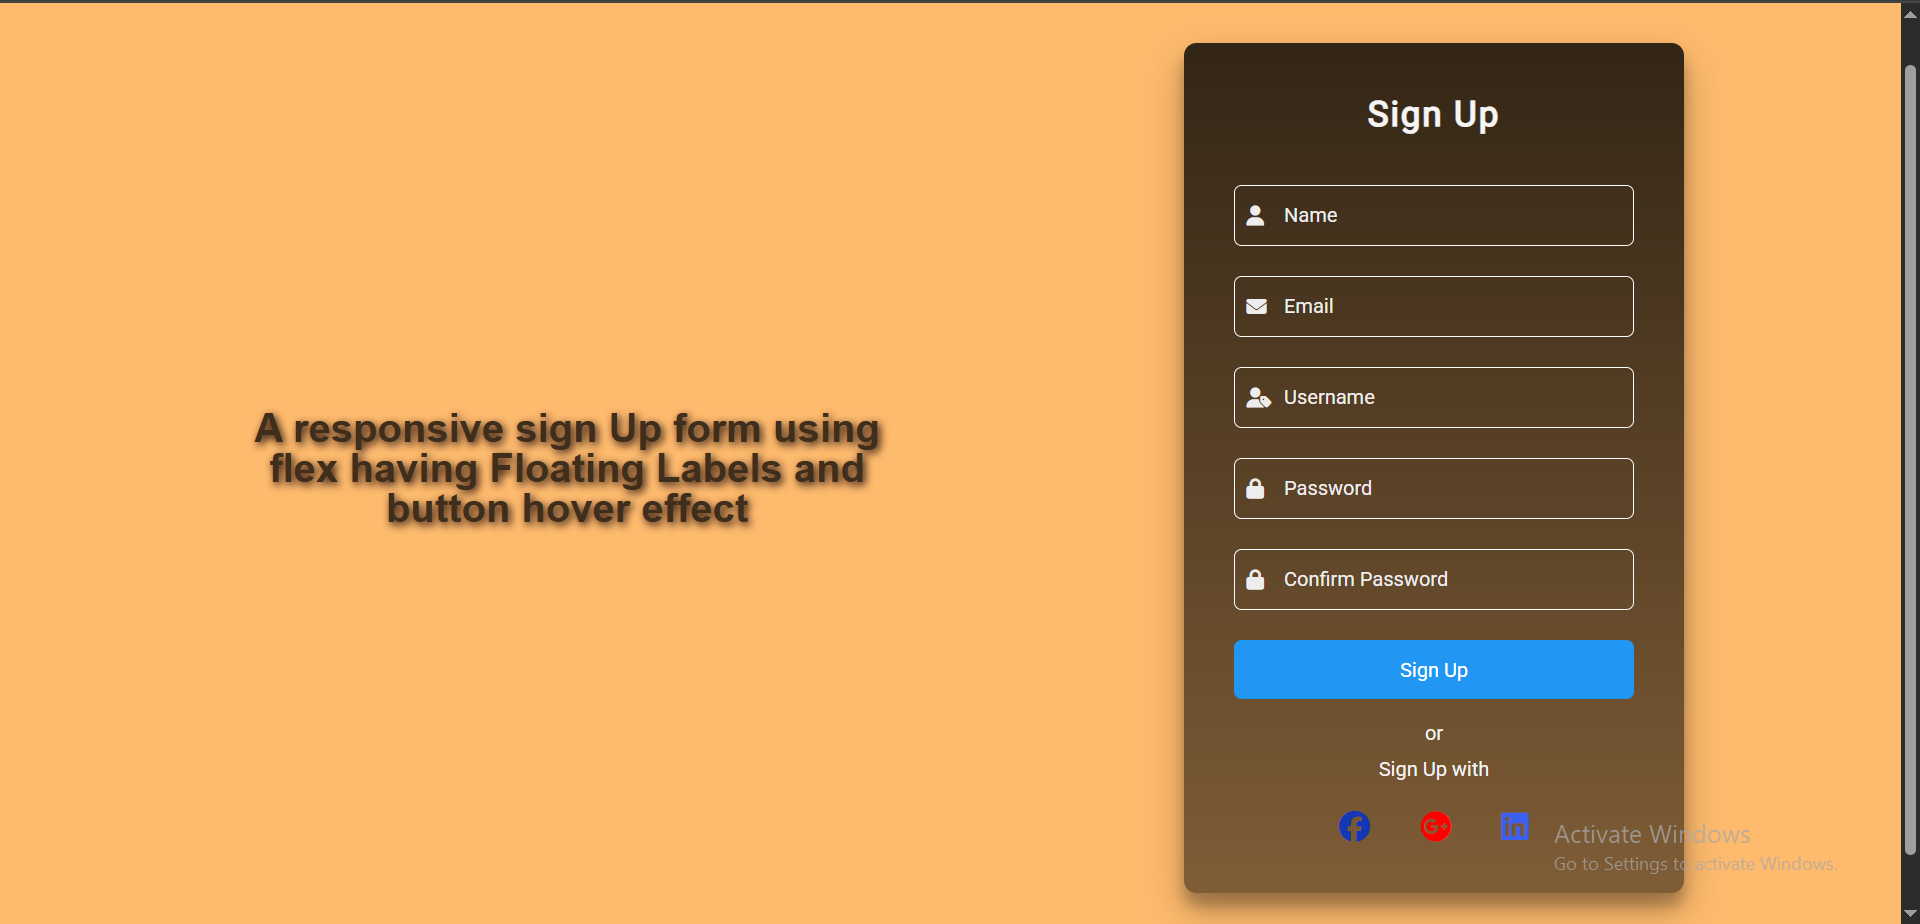 A responsive sign Up form using
flex having Floating Labels and
button hover effect
Sign Up
Name
Email
Username
Password
Confirm Password
Sign Up
or
Sign Up with
G+
in
Activate Windows
Go to Settings to activate Windows.